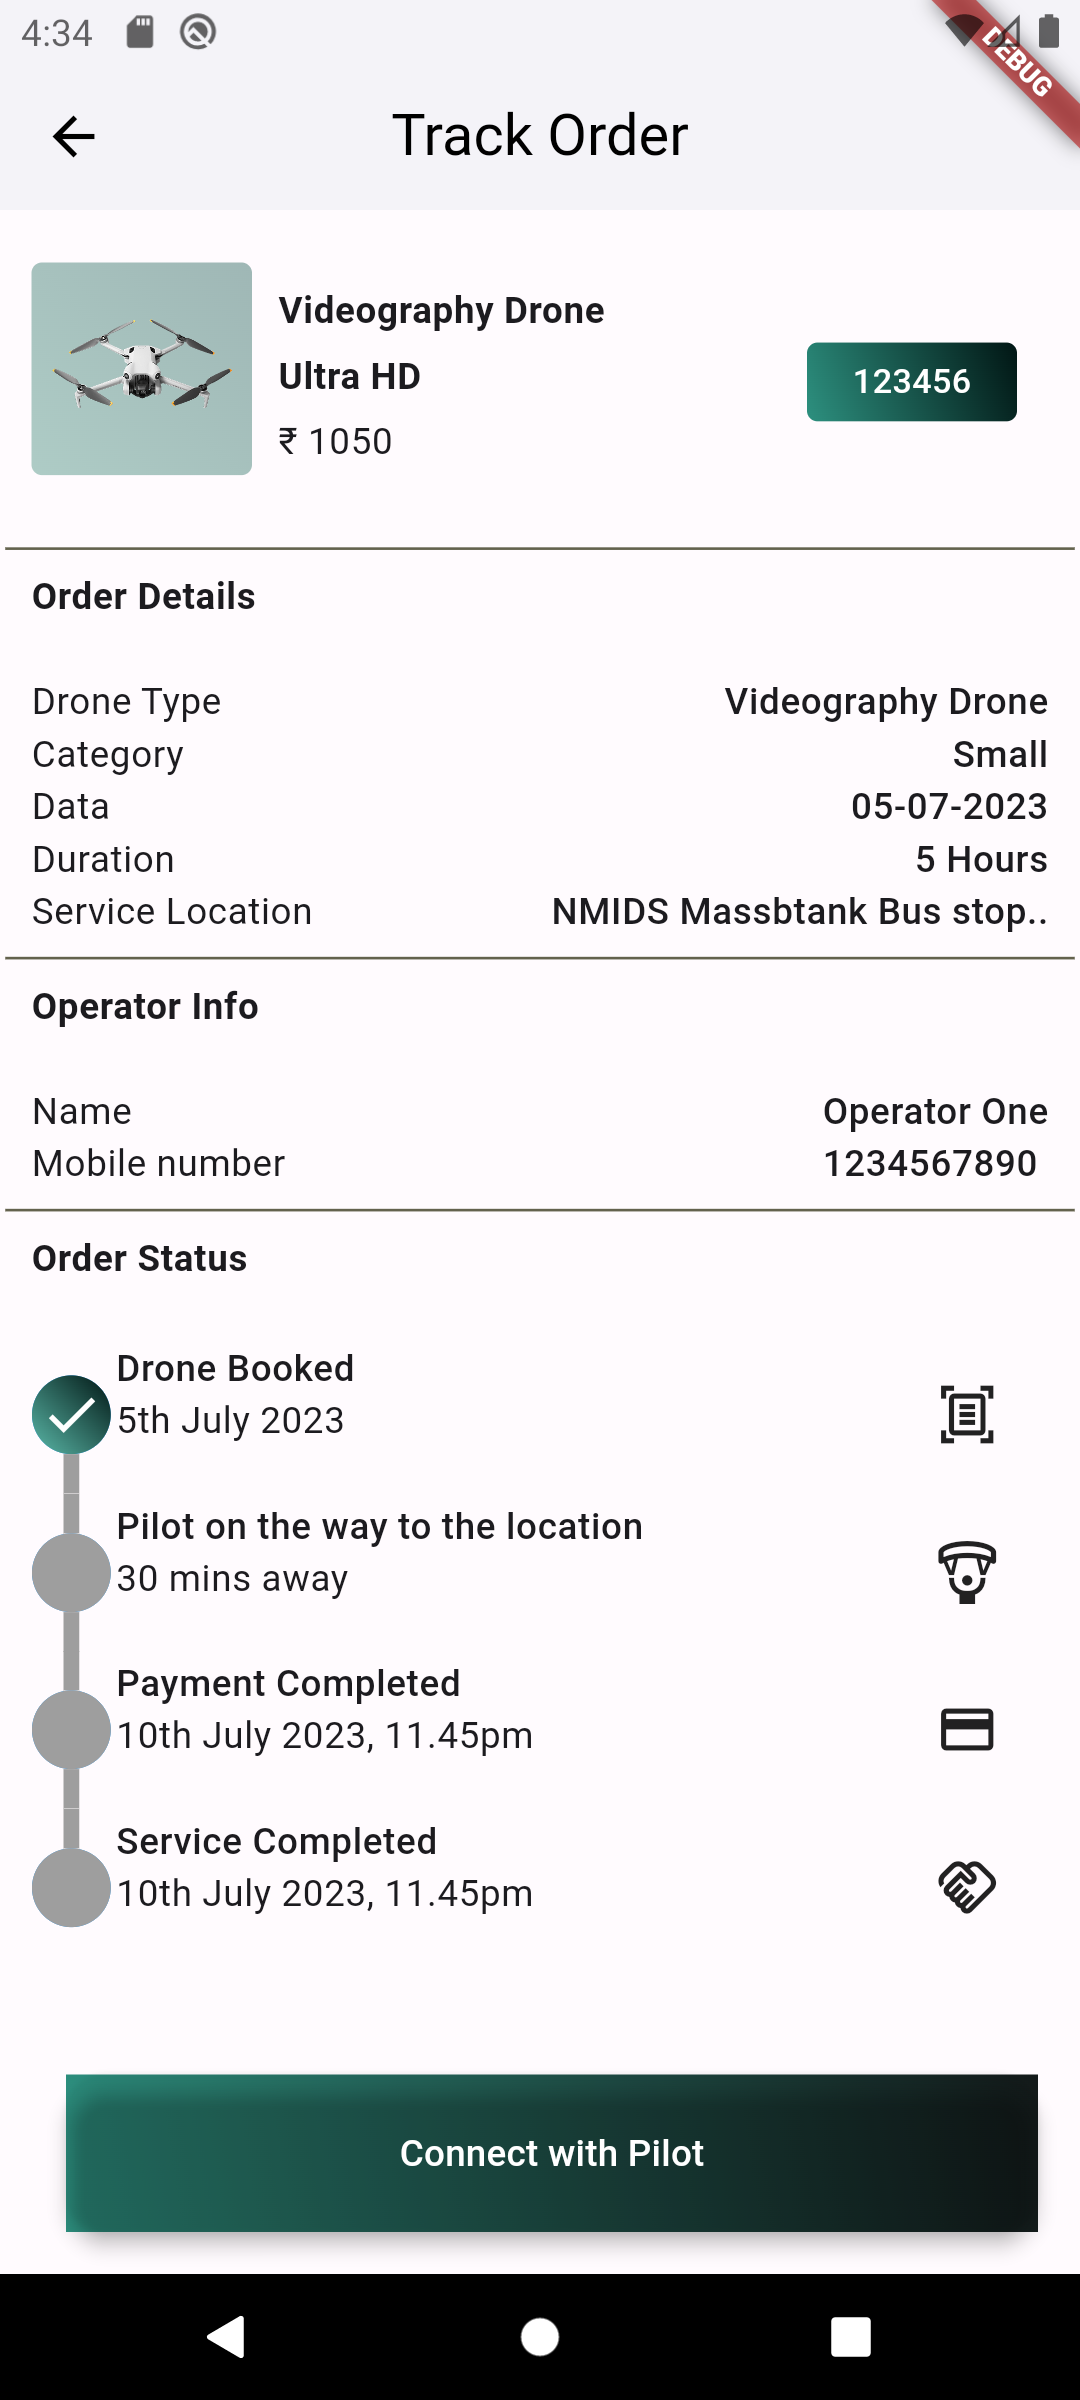 4:34
DEBUG
Track Order
Videography Drone
Ultra HD
₹ 1050
123456
Order Details
Drone Type Videography Drone
Category Small
Data 05-07-2023
Duration 5 Hours
Service Location NMIDS Massbtank Bus stop..
Operator Info
Name Operator One
Mobile number 1234567890
Order Status
Drone Booked
5th July 2023
Pilot on the way to the location
30 mins away
Payment Completed
10th July 2023, 11.45pm
Service Completed
10th July 2023, 11.45pm
Connect with Pilot